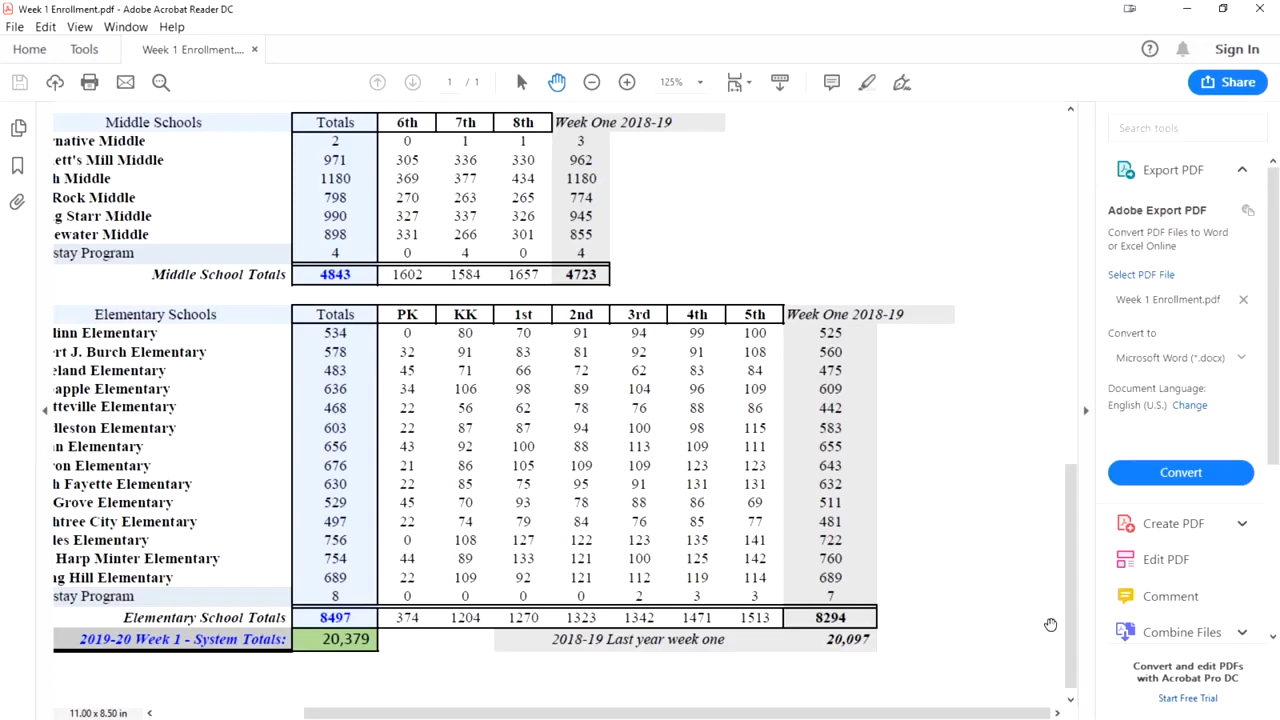 Week 1 Enrollment.pdf - Adobe Acrobat Reader DC
File Edit View Window Help
Home Tools Week 1 Enrollment.... × Sign In
1 / 1 125% Share
Middle Schools Totals 6th 7th 8th Week One 2018-19
rnative Middle 2 0 1 1 3
ett's Mill Middle 971 305 336 330 962
h Middle 1180 369 377 434 1180
Rock Middle 798 270 263 265 774
g Starr Middle 990 327 337 326 945
ewater Middle 898 331 266 301 855
stay Program 4 0 4 0 4
Middle School Totals 4843 1602 1584 1657 4723
Elementary Schools Totals PK KK 1st 2nd 3rd 4th 5th Week One 2018-19
linn Elementary 534 0 80 70 91 94 99 100 525
rt J. Burch Elementary 578 32 91 83 81 92 91 108 560
eland Elementary 483 45 71 66 72 62 83 84 475
apple Elementary 636 34 106 98 89 104 96 109 609
tteville Elementary 468 22 56 62 78 76 88 86 442
dleston Elementary 603 22 87 87 94 100 98 115 583
nn Elementary 656 43 92 100 88 113 109 111 655
ron Elementary 676 21 86 105 109 109 123 123 643
h Fayette Elementary 630 22 85 75 95 91 131 131 632
Grove Elementary 529 45 70 93 78 88 86 69 511
htree City Elementary 497 22 74 79 84 76 85 77 481
les Elementary 756 0 108 127 122 123 135 141 722
Harp Minter Elementary 754 44 89 133 121 100 125 142 760
ng Hill Elementary 689 22 109 92 121 112 119 114 689
stay Program 8 0 0 0 0 2 3 3 7
Elementary School Totals 8497 374 1204 1270 1323 1342 1471 1513 8294
2019-20 Week 1 - System Totals: 20,379 2018-19 Last year week one 20,097
11.00 x 8.50 in
Search tools
Export PDF
Adobe Export PDF
Convert PDF Files to Word
or Excel Online
Select PDF File
Week 1 Enrollment.pdf
Convert to
Microsoft Word (*.docx)
Document Language:
English (U.S.) Change
Convert
Create PDF
Edit PDF
Comment
Combine Files
Convert and edit PDFs
with Acrobat Pro DC
Start Free Trial